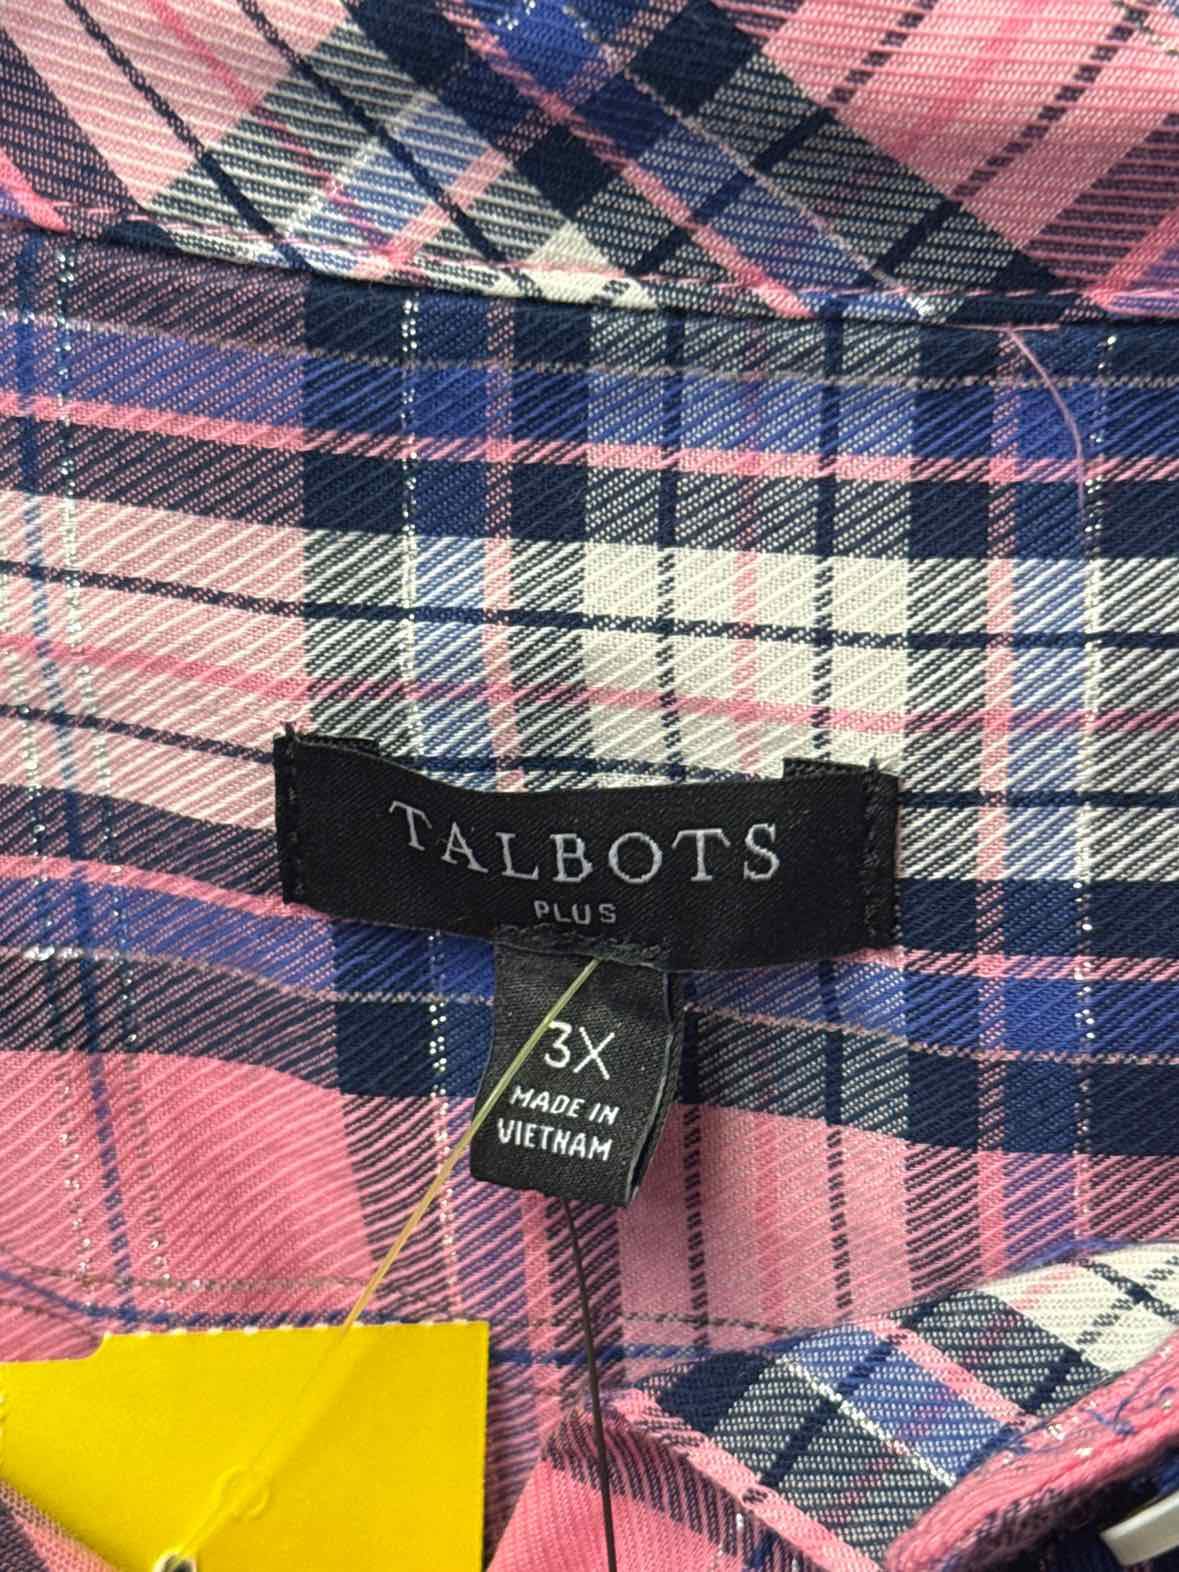 TALBOTS
PLUS
3X
MADE IN
VIETNAM